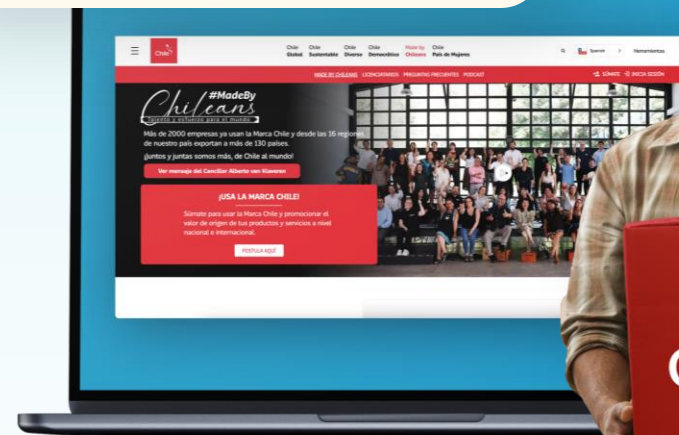 Chile
Chile Global
Chile Sustentable
Chile Diversa
Chile Democrático
Made by Chileans
Chile País de Mujeres
Spanish
Herramientas
MADE BY CHILEANS
LICENCIATARIOS
PREGUNTAS FRECUENTES
PODCAST
SÚMATE
INICIA SESIÓN
#MadeBy
Chileans
Talento y esfuerzo para el mundo
Más de 2000 empresas ya usan la Marca Chile y desde las 16 regiones
de nuestro país exportan a más de 130 países.
¡Juntos y juntas somos más, de Chile al mundo!
Ver mensaje del Canciller Alberto van Klaveren
¡USA LA MARCA CHILE!
Súmate para usar la Marca Chile y promocionar el
valor de origen de tus productos y servicios a nivel
nacional e internacional.
POSTULA AQUÍ